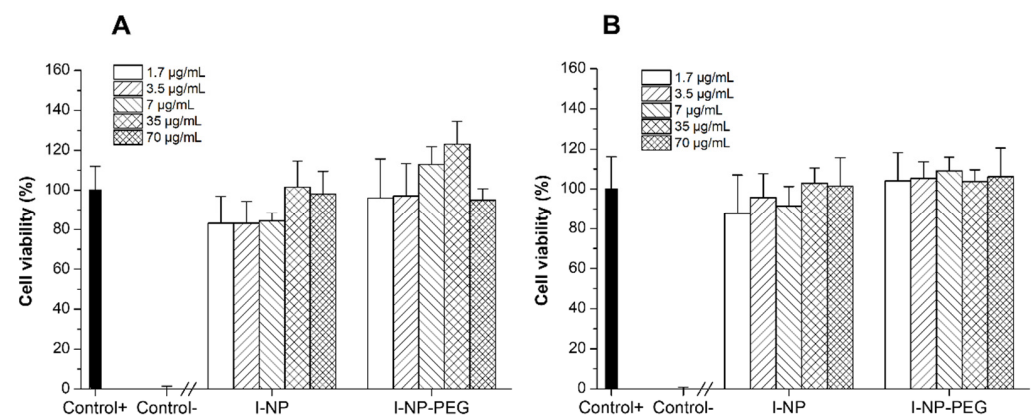 A
Cell viability (%)
160
140
120
100
80
60
40
20
0
1.7 µg/mL
3.5 µg/mL
7 µg/mL
35 µg/mL
70 µg/mL
Control+ Control- I-NP I-NP-PEG
B
Cell viability (%)
160
140
120
100
80
60
40
20
0
1.7 µg/mL
3.5 µg/mL
7 µg/mL
35 µg/mL
70 µg/mL
Control+ Control- I-NP I-NP-PEG